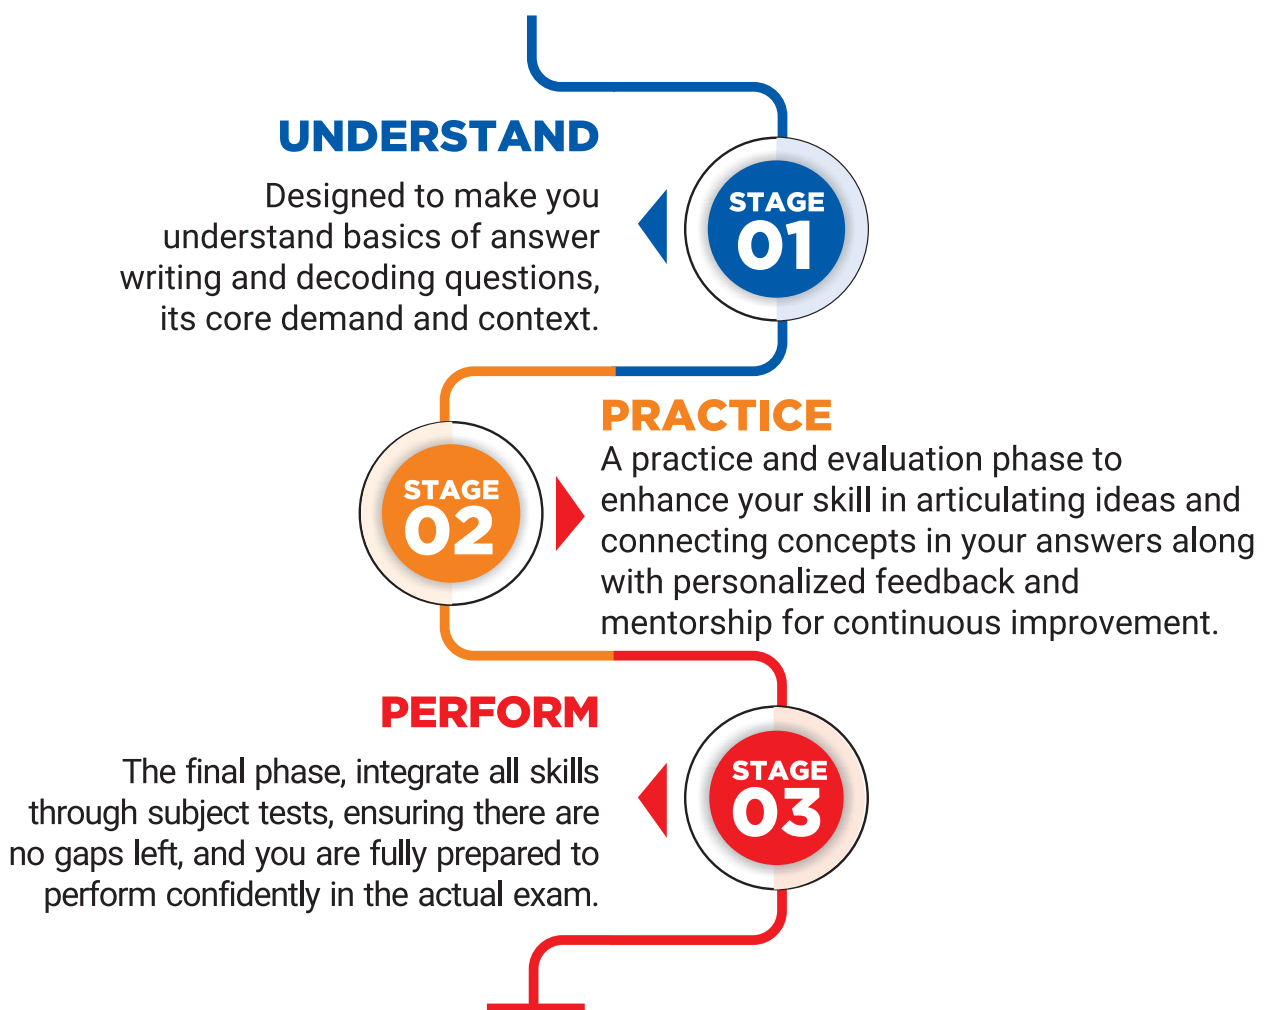 UNDERSTAND
Designed to make you
understand basics of answer
writing and decoding questions,
its core demand and context.
STAGE
01
PRACTICE
A practice and evaluation phase to
enhance your skill in articulating ideas and
connecting concepts in your answers along
with personalized feedback and
mentorship for continuous improvement.
STAGE
02
PERFORM
The final phase, integrate all skills
through subject tests, ensuring there are
no gaps left, and you are fully prepared to
perform confidently in the actual exam.
STAGE
03